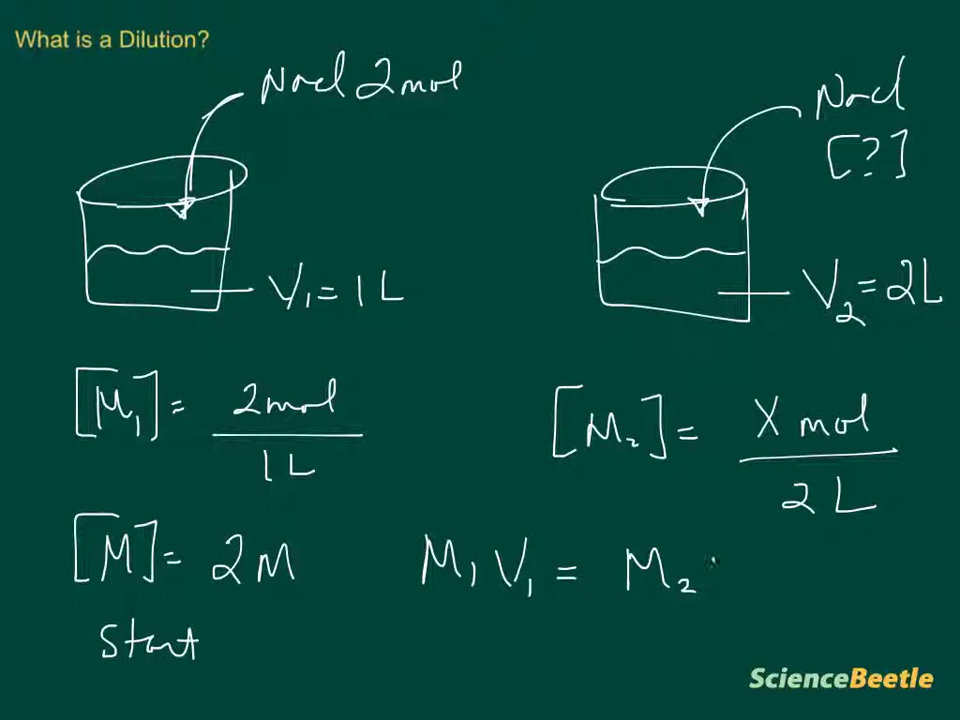 What is a Dilution?
Nacl 2mol
Nacl
[?]
V₁ = 1L
V₂ = 2L
[M₁] = 2mol / 1L
[M₂] = X mol / 2L
[M] = 2M
M₁V₁ = M₂
Start
ScienceBeetle